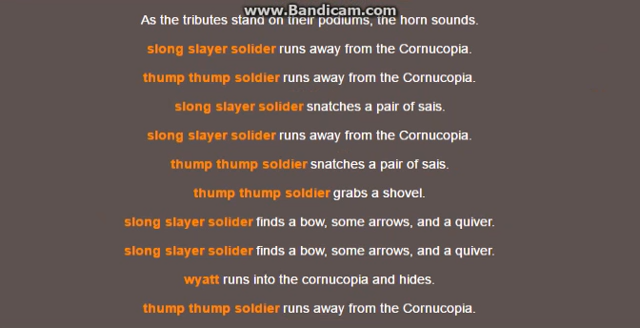 www.Bandicam.com
As the tributes stand on their podiums, the horn sounds.
slong slayer solider runs away from the Cornucopia.
thump thump soldier runs away from the Cornucopia.
slong slayer solider snatches a pair of sais.
slong slayer solider runs away from the Cornucopia.
thump thump soldier snatches a pair of sais.
thump thump soldier grabs a shovel.
slong slayer solider finds a bow, some arrows, and a quiver.
slong slayer solider finds a bow, some arrows, and a quiver.
wyatt runs into the cornucopia and hides.
thump thump soldier runs away from the Cornucopia.